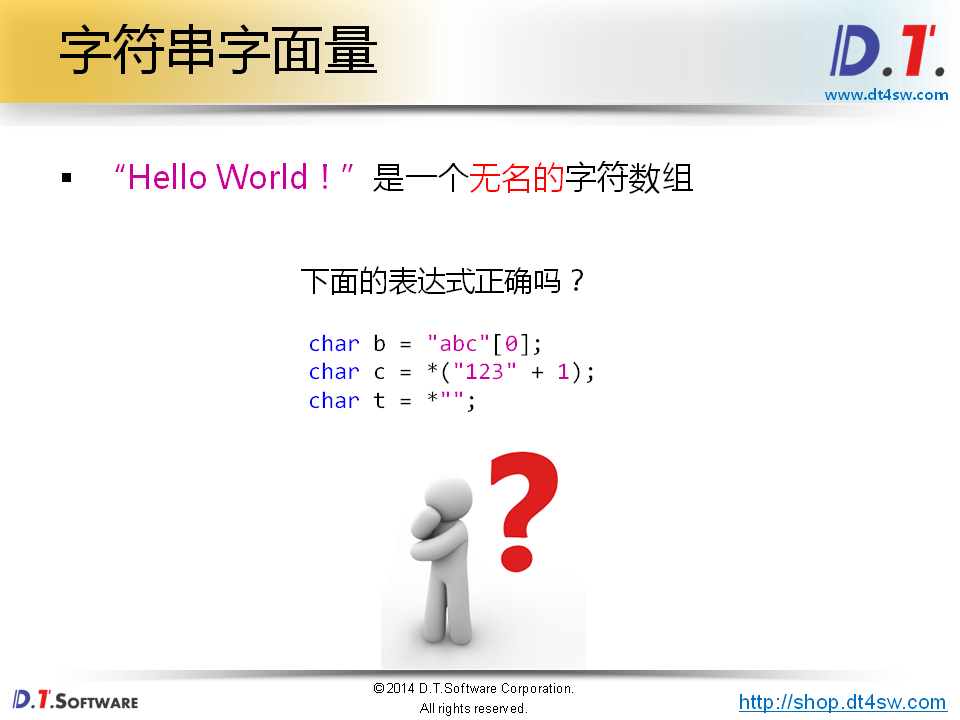 字符串字面量
D.T.
www.dt4sw.com
▪ “Hello World！”是一个无名的字符数组
下面的表达式正确吗？
char b = "abc"[0];
char c = *("123" + 1);
char t = *"";
?
©2014 D.T.Software Corporation.
All rights reserved.
D.T.SOFTWARE
http://shop.dt4sw.com